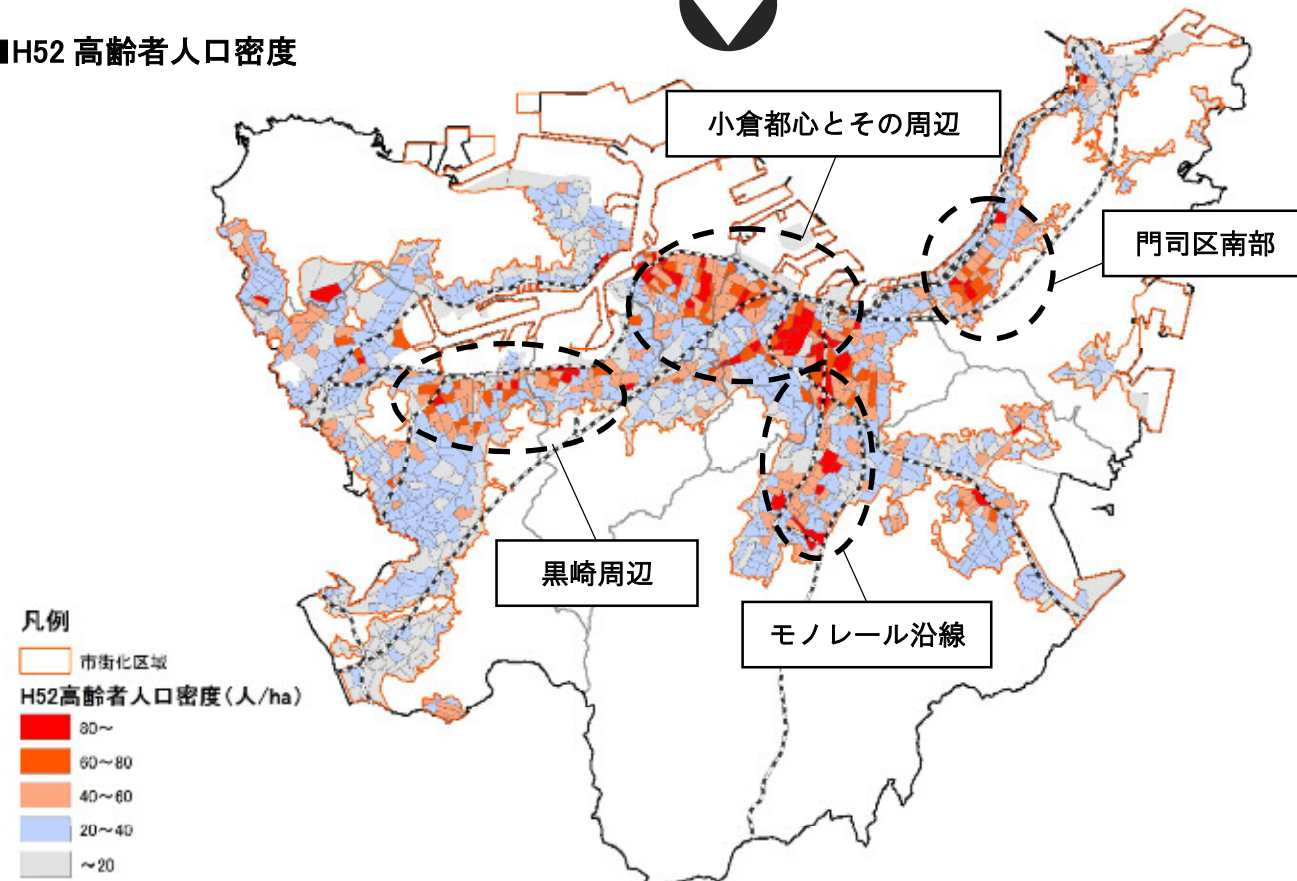 ■H52 高齢者人口密度
小倉都心とその周辺
門司区南部
黒崎周辺
モノレール沿線
凡例
市街化区域
H52高齢者人口密度(人/ha)
80～
60～80
40～60
20～40
～20